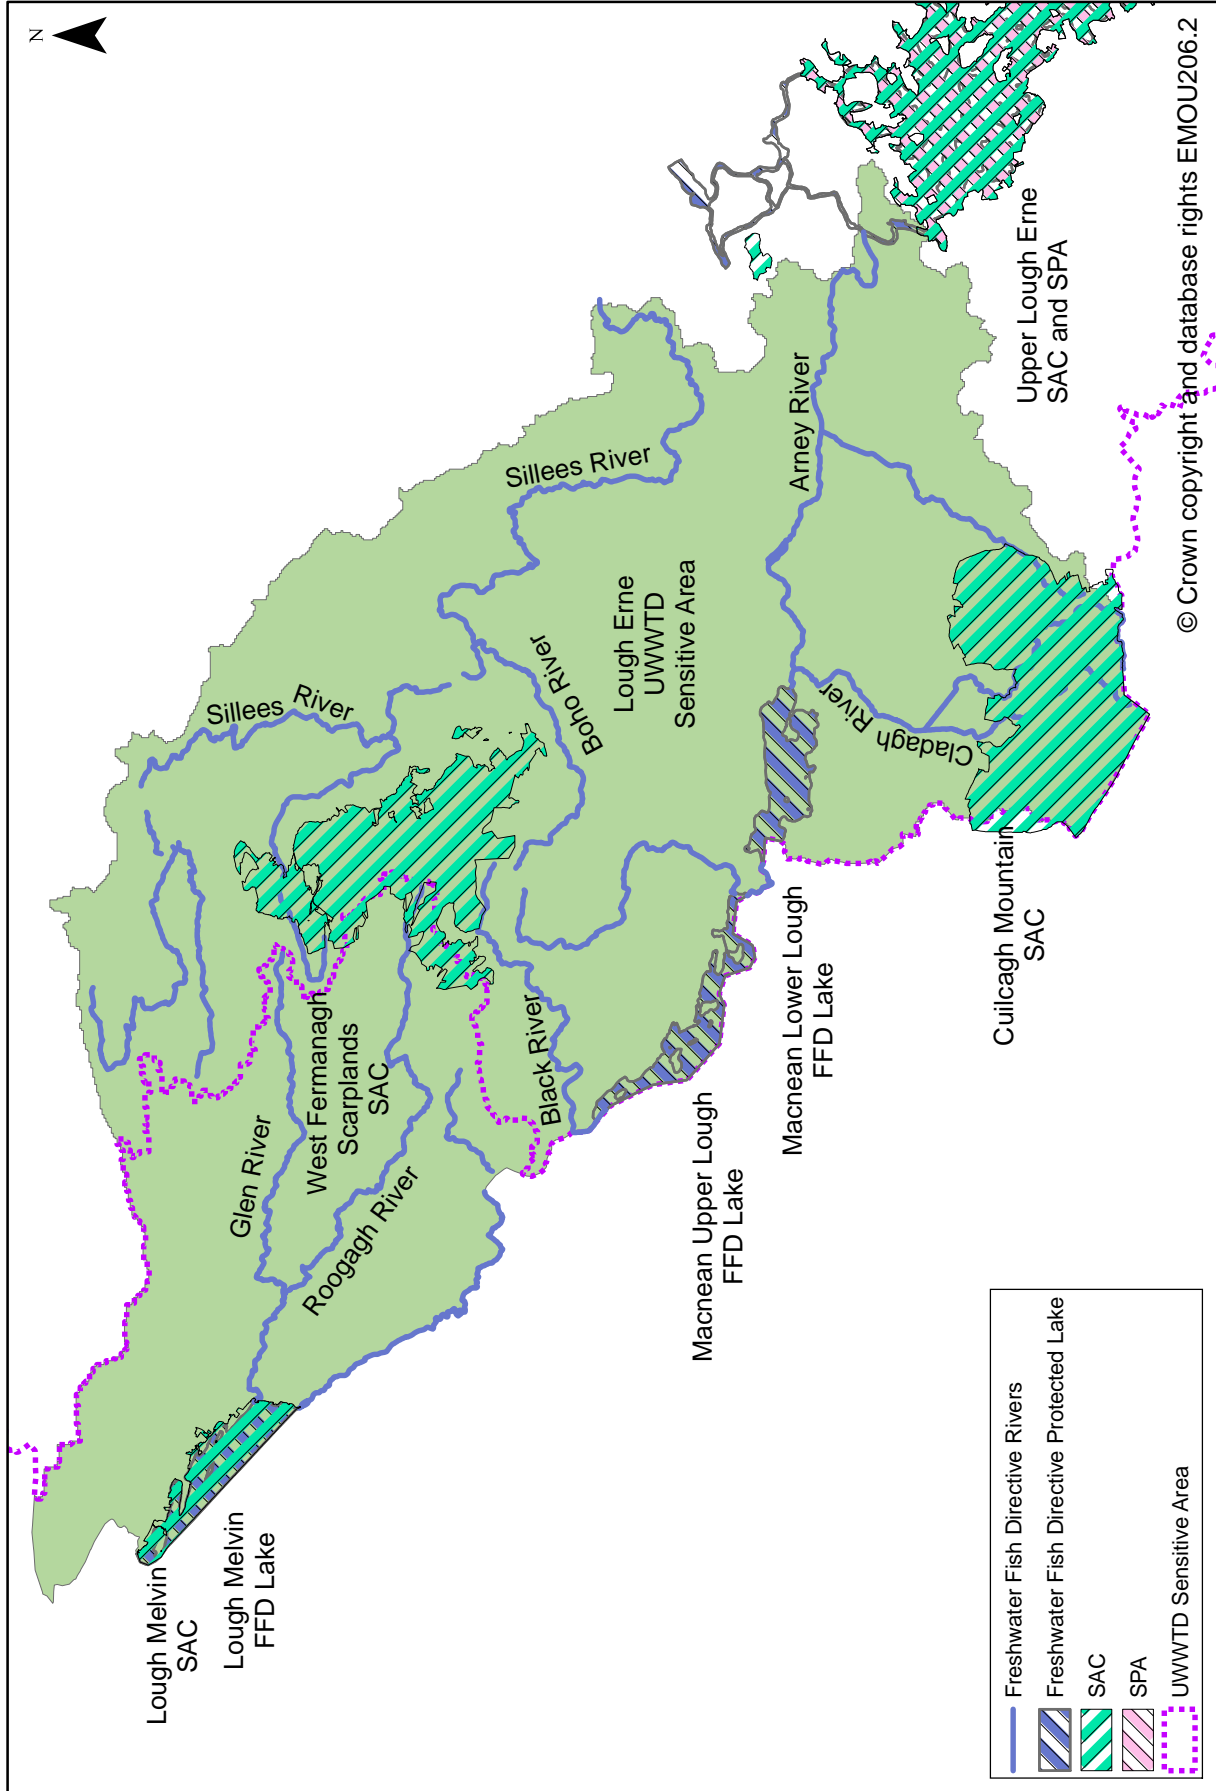 N
Lough Melvin
SAC
Lough Melvin
FFD Lake
Glen River
West Fermanagh
Scarplands
SAC
Roogagh River
Black River
Sillees River
Sillees River
Boho River
Lough Erne
UWWTD
Sensitive Area
Arney River
Cladagh River
Macnean Upper Lough
FFD Lake
Macnean Lower Lough
FFD Lake
Cuilcagh Mountain
SAC
Upper Lough Erne
SAC and SPA
Freshwater Fish Directive Rivers
Freshwater Fish Directive Protected Lake
SAC
SPA
UWWTD Sensitive Area
© Crown copyright and database rights EMOU206.2